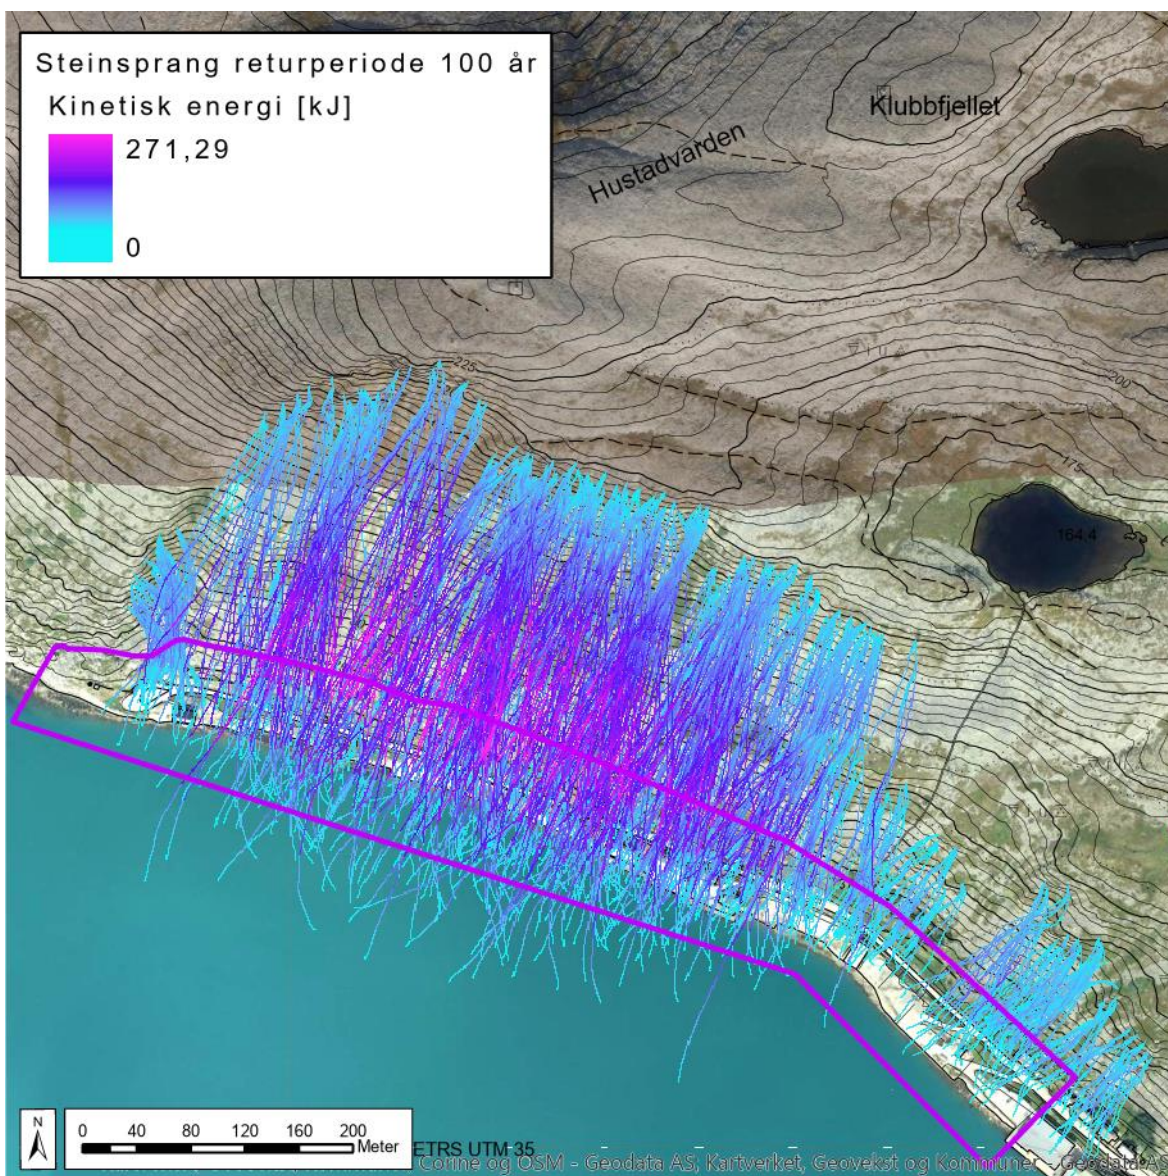 Steinsprang returperiode 100 år
Kinetisk energi [kJ]
271,29
0
Klubbfjellet
Hustadvarden
225
200
175
164,4
N
0 40 80 120 160 200
Meter
ETRS UTM 35
Corine og OSM - Geodata AS, Kartverket, Geovekst og Kommuner - Geodata AS